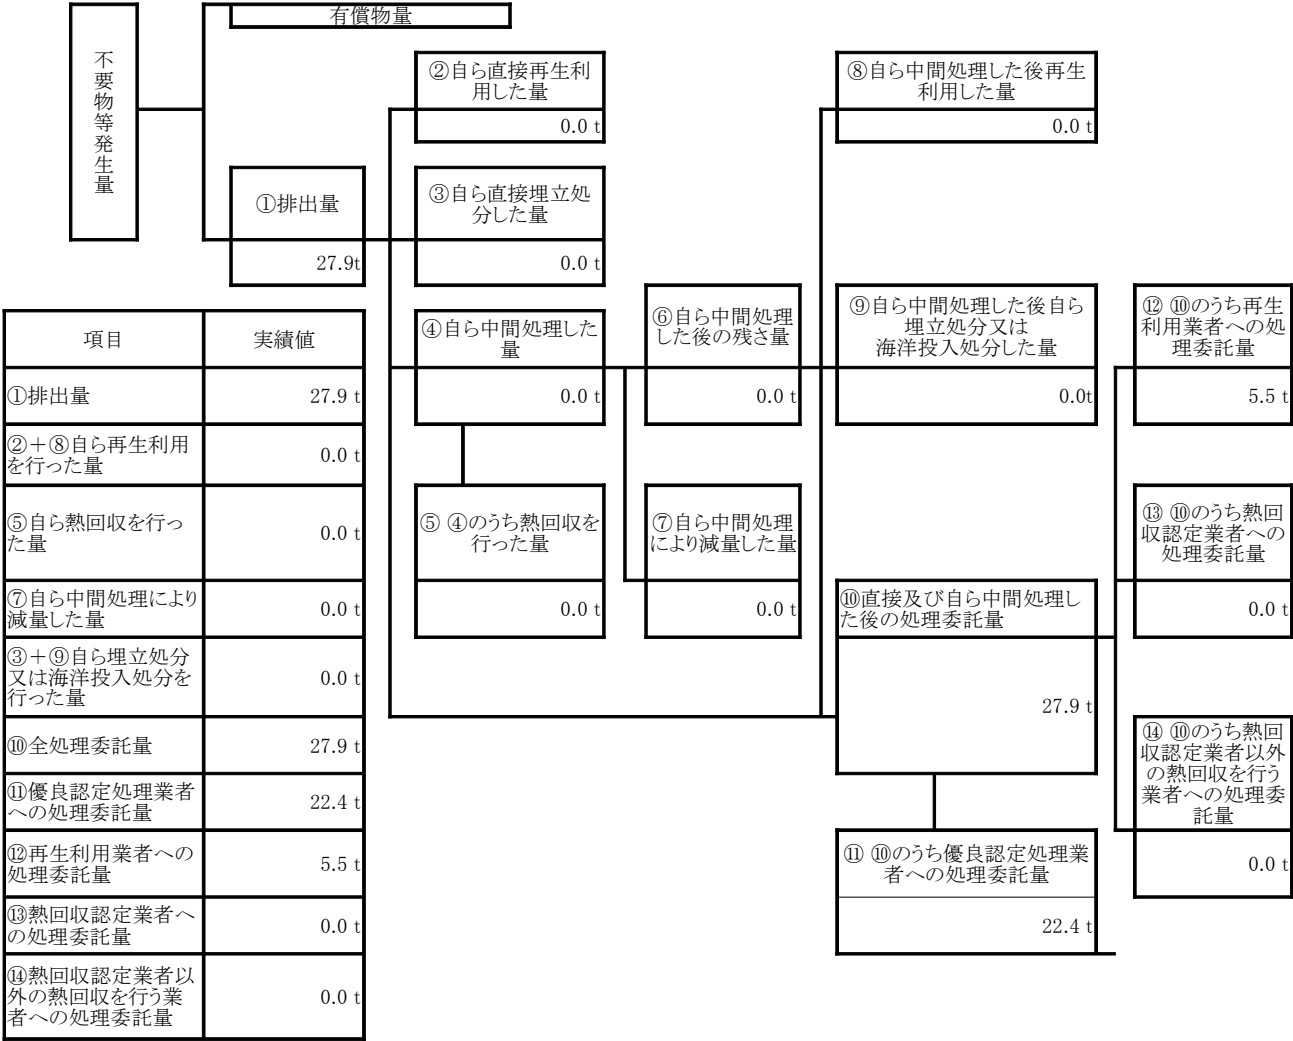 有償物量
不要物等発生量
②自ら直接再生利
用した量
0.0 t
⑧自ら中間処理した後再生
利用した量
0.0 t
①排出量
27.9t
③自ら直接埋立処
分した量
0.0 t
④自ら中間処理した
量
0.0 t
⑥自ら中間処理
した後の残さ量
0.0 t
⑨自ら中間処理した後自ら
埋立処分又は
海洋投入処分した量
0.0t
⑫ ⑩のうち再生
利用業者への処
理委託量
5.5 t
⑤ ④のうち熱回収を
行った量
0.0 t
⑦自ら中間処理
により減量した量
0.0 t
⑬ ⑩のうち熱回
収認定業者への
処理委託量
0.0 t
⑩直接及び自ら中間処理し
た後の処理委託量
27.9 t
⑭ ⑩のうち熱回
収認定業者以外
の熱回収を行う
業者への処理委
託量
0.0 t
⑪ ⑩のうち優良認定処理業
者への処理委託量
22.4 t
項目 実績値
①排出量 27.9 t
②＋⑧自ら再生利用
を行った量
0.0 t
⑤自ら熱回収を行っ
た量
0.0 t
⑦自ら中間処理により
減量した量
0.0 t
③＋⑨自ら埋立処分
又は海洋投入処分を
行った量
0.0 t
⑩全処理委託量 27.9 t
⑪優良認定処理業者
への処理委託量
22.4 t
⑫再生利用業者への
処理委託量
5.5 t
⑬熱回収認定業者へ
の処理委託量
0.0 t
⑭熱回収認定業者以
外の熱回収を行う業
者への処理委託量
0.0 t